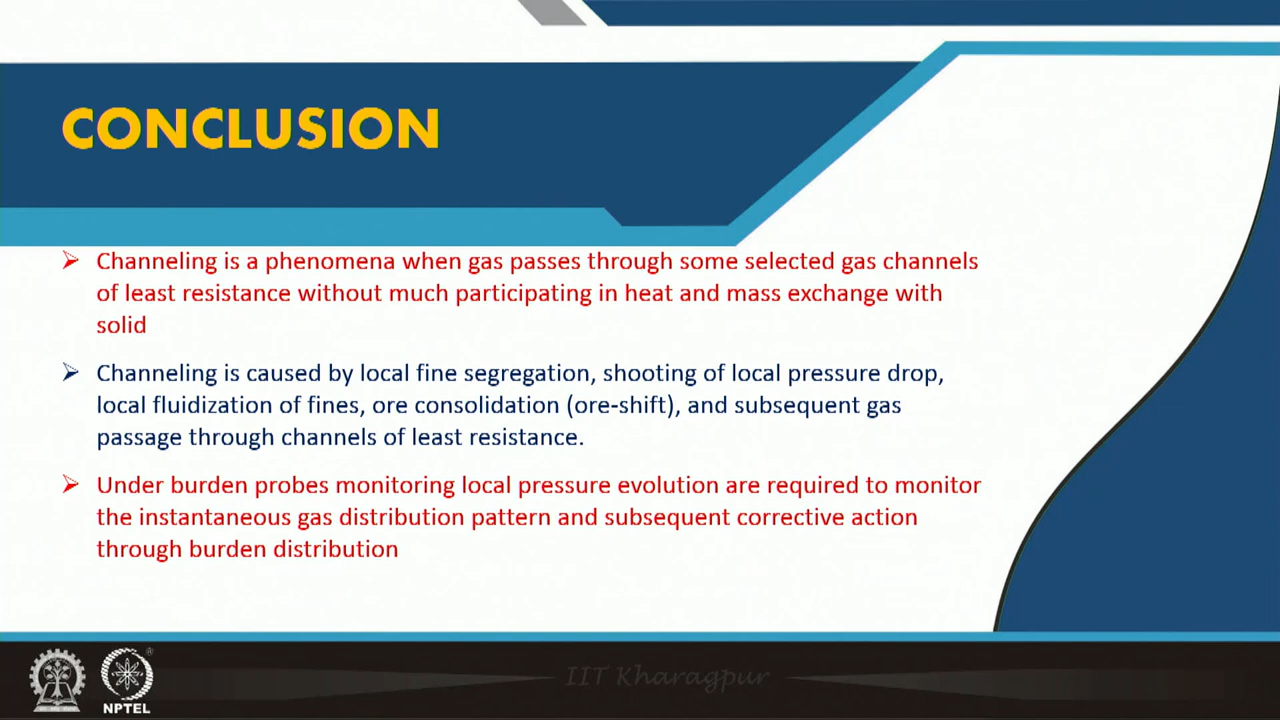 CONCLUSION
Channeling is a phenomena when gas passes through some selected gas channels
of least resistance without much participating in heat and mass exchange with
solid
Channeling is caused by local fine segregation, shooting of local pressure drop,
local fluidization of fines, ore consolidation (ore-shift), and subsequent gas
passage through channels of least resistance.
Under burden probes monitoring local pressure evolution are required to monitor
the instantaneous gas distribution pattern and subsequent corrective action
through burden distribution
IIT Kharagpur
®
NPTEL